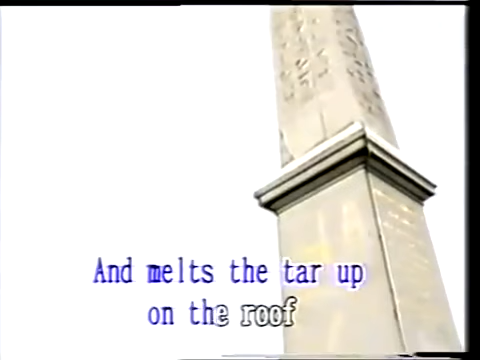 And melts the tar up
on the roof